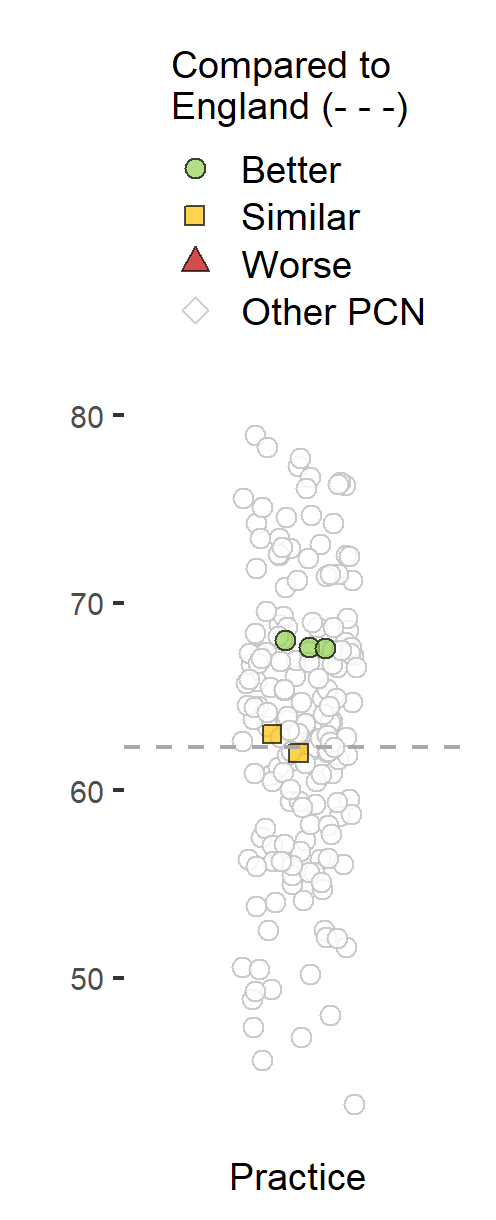 Compared to
England (- - -)
Better
Similar
Worse
Other PCN
80
70
60
50
Practice